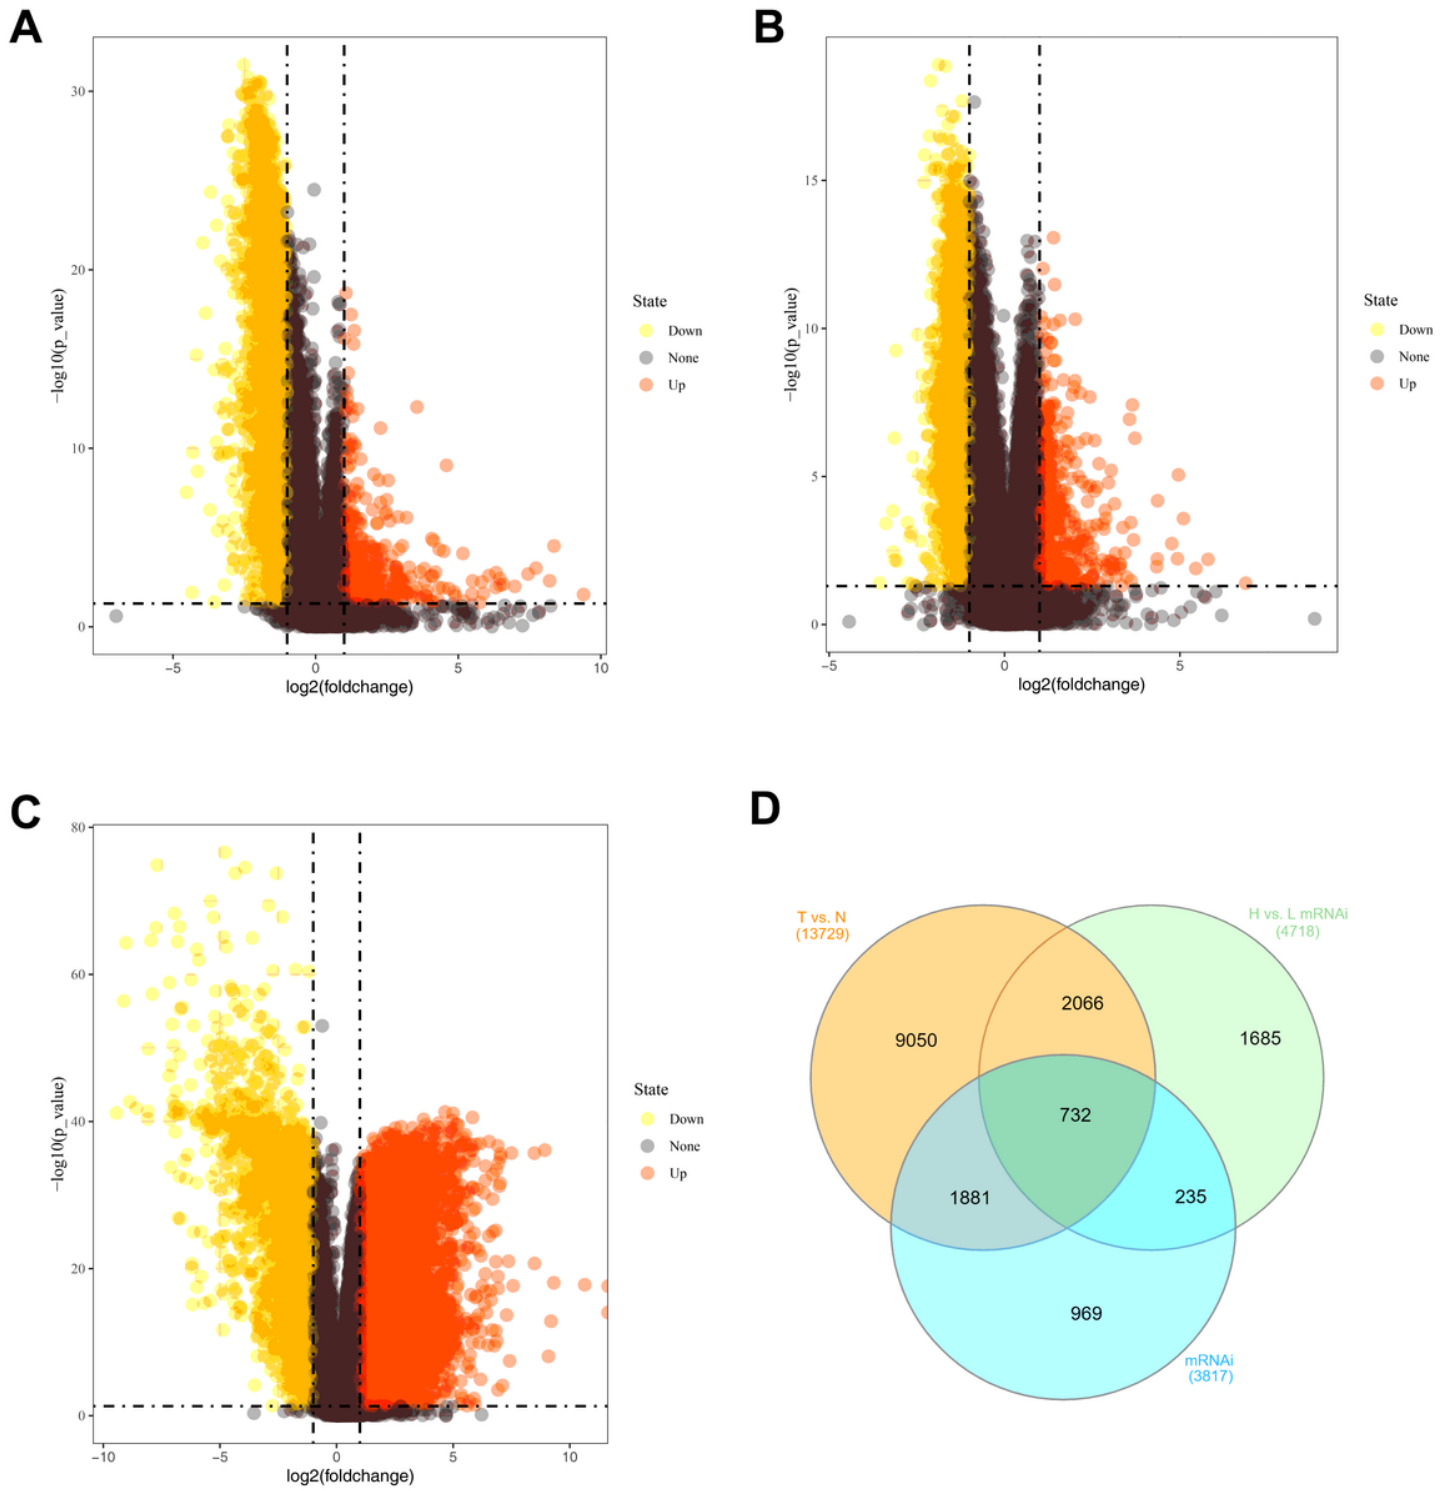 A
30
20
10
0
−log10(p_value)
−5
0
5
10
log2(foldchange)
State
Down
None
Up
B
15
10
5
0
−log10(p_value)
−5
0
5
log2(foldchange)
State
Down
None
Up
C
80
60
40
20
0
−log10(p_value)
−10
−5
0
5
10
log2(foldchange)
State
Down
None
Up
D
T vs. N
(13729)
H vs. L mRNAi
(4718)
2066
9050
1685
732
1881
235
969
mRNAi
(3817)